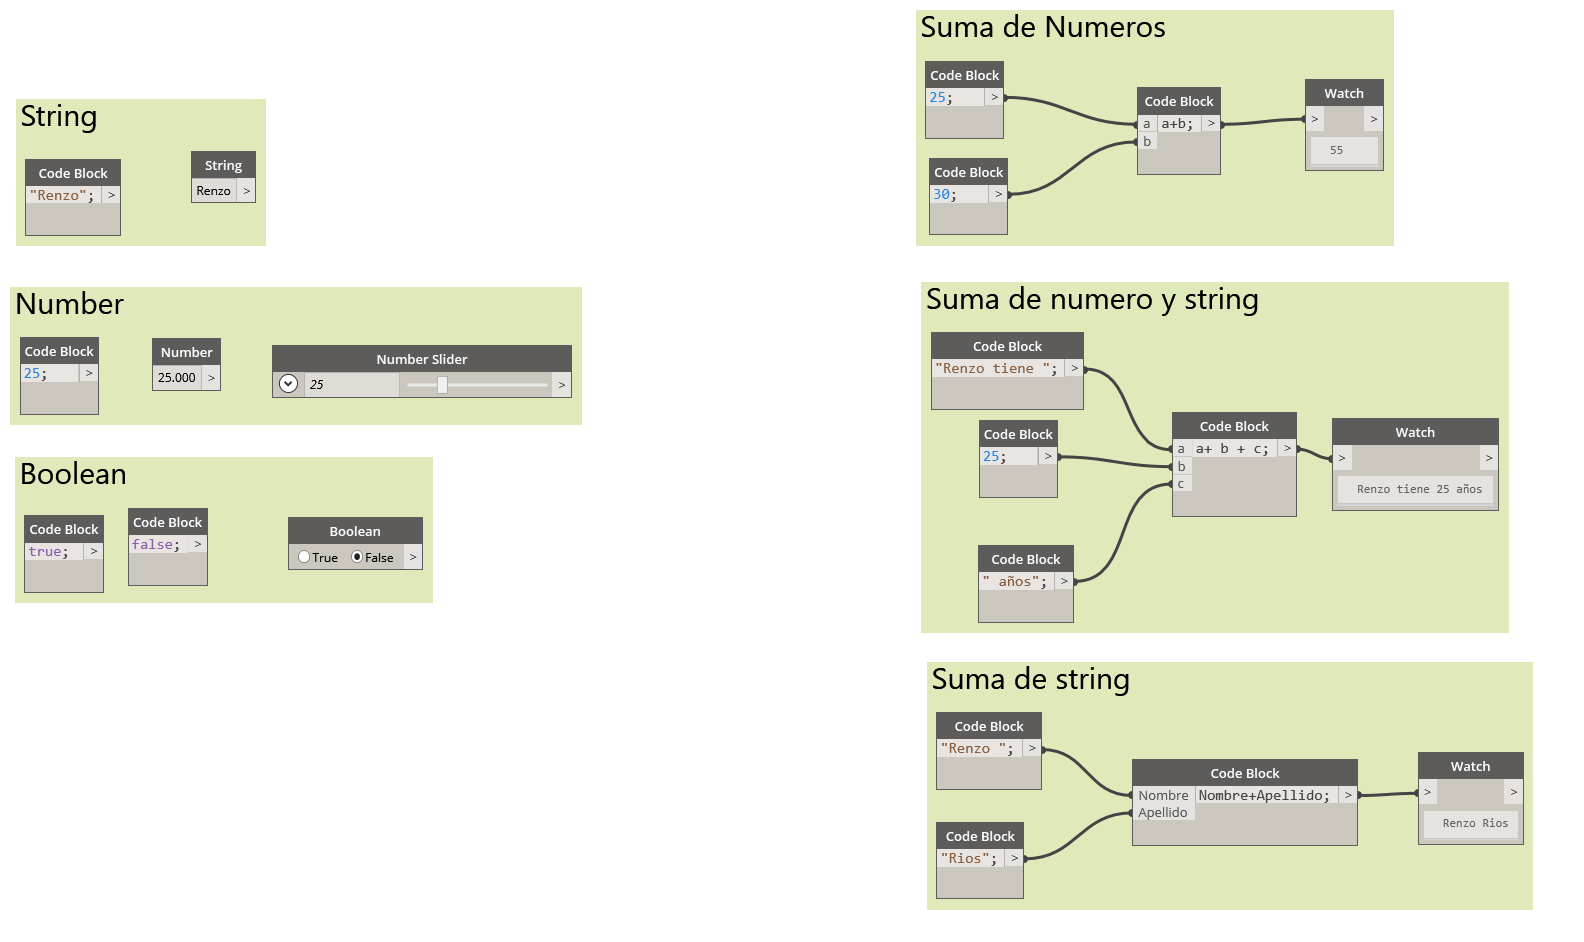 String
Code Block
"Renzo"; >
String
Renzo >
Number
Code Block
25; >
Number
25.000 >
Number Slider
25 >
Boolean
Code Block
true; >
Code Block
false; >
Boolean
True False >
Suma de Numeros
Code Block
25; >
Code Block
30; >
Code Block
a a+b; >
b
Watch
> >
55
Suma de numero y string
Code Block
"Renzo tiene "; >
Code Block
25; >
Code Block
" años"; >
Code Block
a a+ b + c; >
b
c
Watch
> >
Renzo tiene 25 años
Suma de string
Code Block
"Renzo "; >
Code Block
"Rios"; >
Code Block
Nombre Nombre+Apellido; >
Apellido
Watch
> >
Renzo Rios